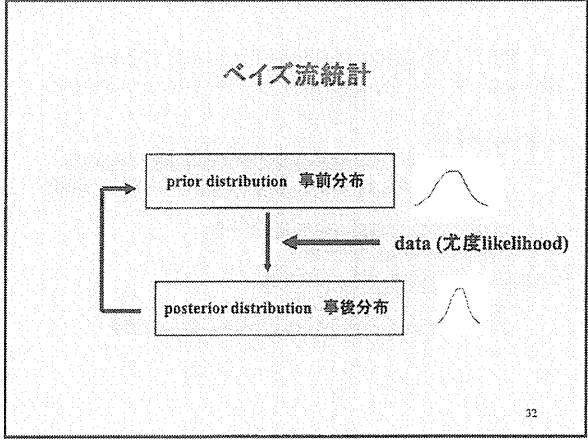 ベイズ流統計
prior distribution 事前分布
data (尤度likelihood)
posterior distribution 事後分布
32